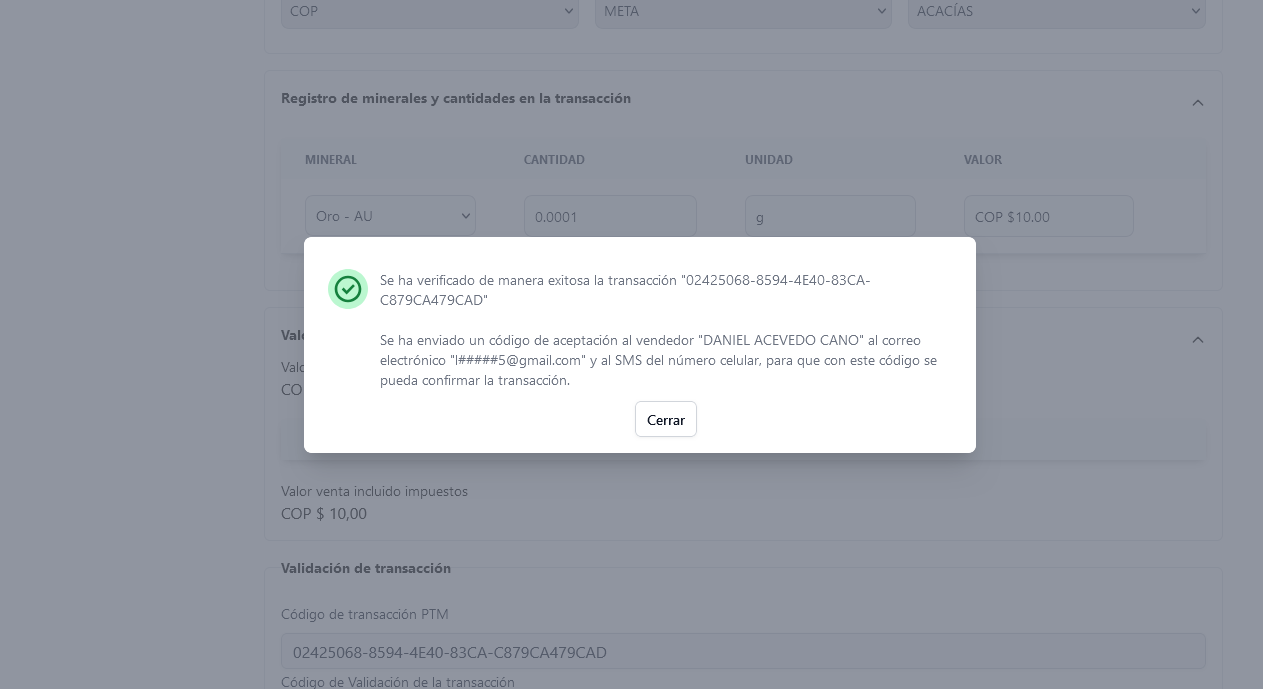 COP META ACACÍAS
Registro de minerales y cantidades en la transacción
MINERAL CANTIDAD UNIDAD VALOR
Oro - AU 0.0001 g COP $10.00
Se ha verificado de manera exitosa la transacción "02425068-8594-4E40-83CA-
C879CA479CAD"
Se ha enviado un código de aceptación al vendedor "DANIEL ACEVEDO CANO" al correo
electrónico "l#####5@gmail.com" y al SMS del número celular, para que con este código se
pueda confirmar la transacción.
Cerrar
Valor venta incluido impuestos
COP $ 10,00
Validación de transacción
Código de transacción PTM
02425068-8594-4E40-83CA-C879CA479CAD
Código de Validación de la transacción